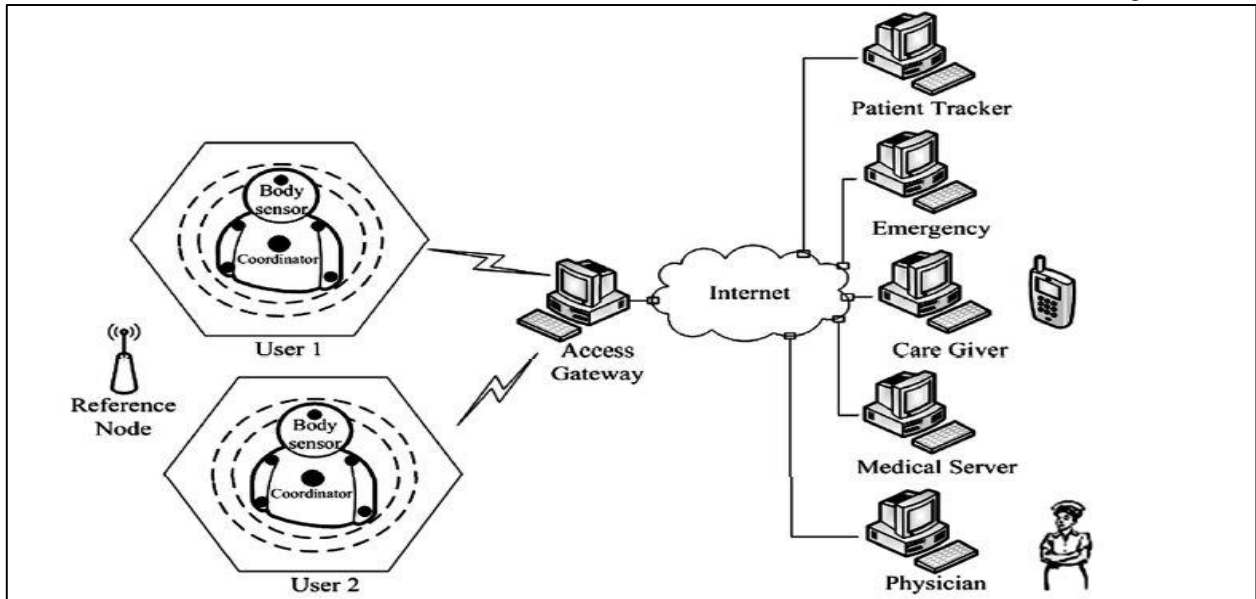 Patient Tracker
Body
sensor
Coordinator
User 1
Emergency
Internet
Access
Gateway
Care Giver
Reference
Node
Body
sensor
Coordinator
User 2
Medical Server
Physician